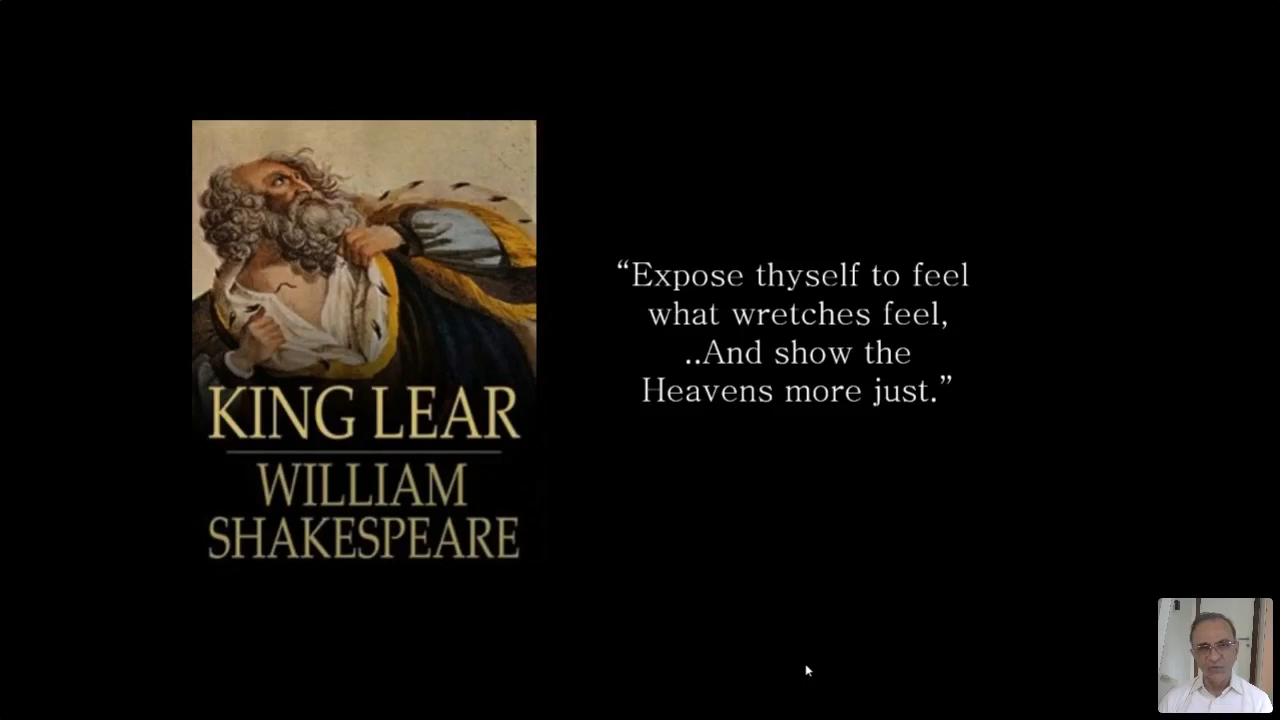 KING LEAR
WILLIAM
SHAKESPEARE
“Expose thyself to feel
what wretches feel,
..And show the
Heavens more just.”